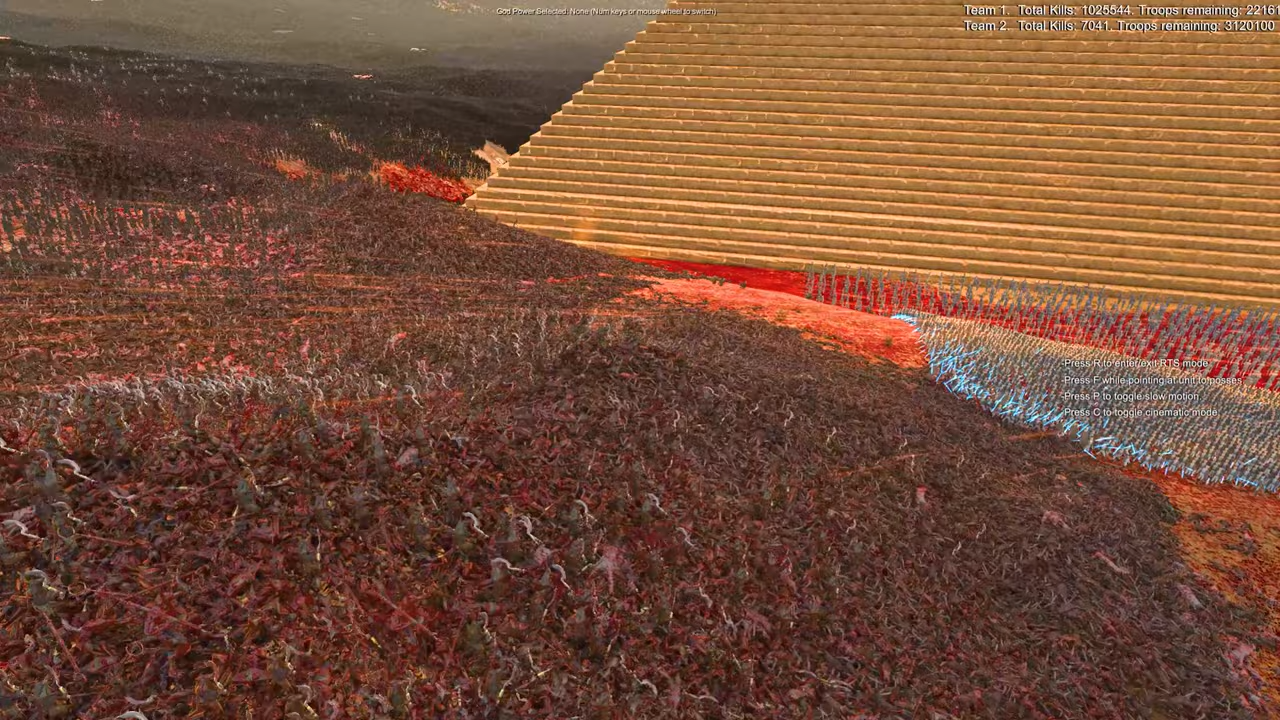 God Power Selected: None (Num keys or mouse wheel to switch)
Team 1. Total Kills: 1025544. Troops remaining: 22161
Team 2. Total Kills: 7041. Troops remaining: 3120100
Press R to enter/exit RTS mode
Press F while pointing at unit to posses
Press P to toggle slow motion
Press C to toggle cinematic mode